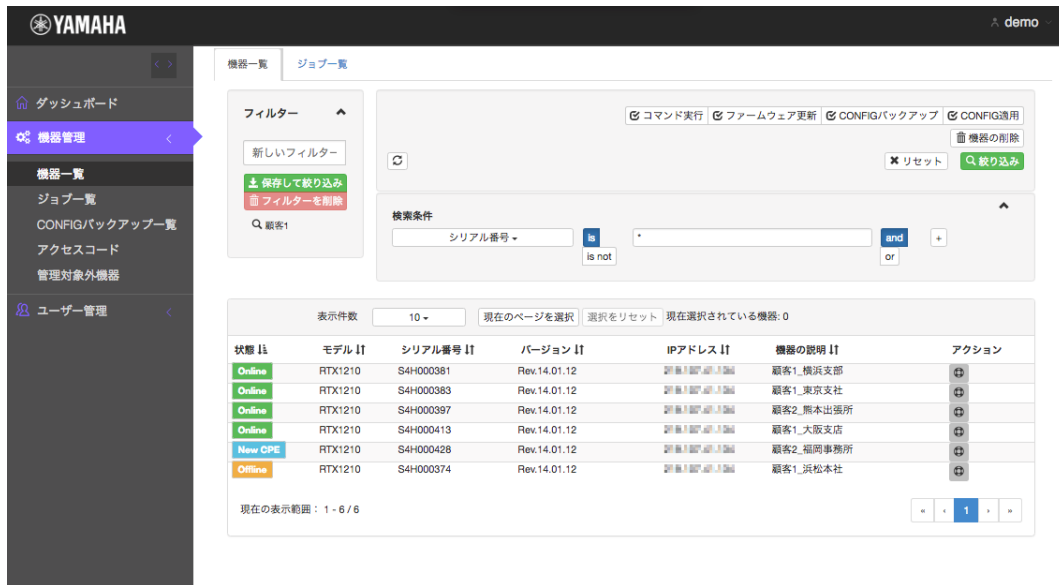 YAMAHA
demo
ダッシュボード
機器管理
機器一覧
ジョブ一覧
CONFIGバックアップ一覧
アクセスコード
管理対象外機器
ユーザー管理
機器一覧 ジョブ一覧
フィルター
新しいフィルター
保存して絞り込み
フィルターを削除
顧客1
コマンド実行 ファームウェア更新 CONFIGバックアップ CONFIG適用
機器の削除
リセット 絞り込み
検索条件
シリアル番号 is * and +
is not or
表示件数 10 現在のページを選択 選択をリセット 現在選択されている機器: 0
状態 モデル シリアル番号 バージョン IPアドレス 機器の説明 アクション
Online RTX1210 S4H000381 Rev.14.01.12 顧客1_横浜支部
Online RTX1210 S4H000383 Rev.14.01.12 顧客1_東京支社
Online RTX1210 S4H000397 Rev.14.01.12 顧客2_熊本出張所
Online RTX1210 S4H000413 Rev.14.01.12 顧客1_大阪支店
New CPE RTX1210 S4H000428 Rev.14.01.12 顧客2_福岡事務所
Offline RTX1210 S4H000374 Rev.14.01.12 顧客1_浜松本社
現在の表示範囲： 1 - 6 / 6
« ‹ 1 › »